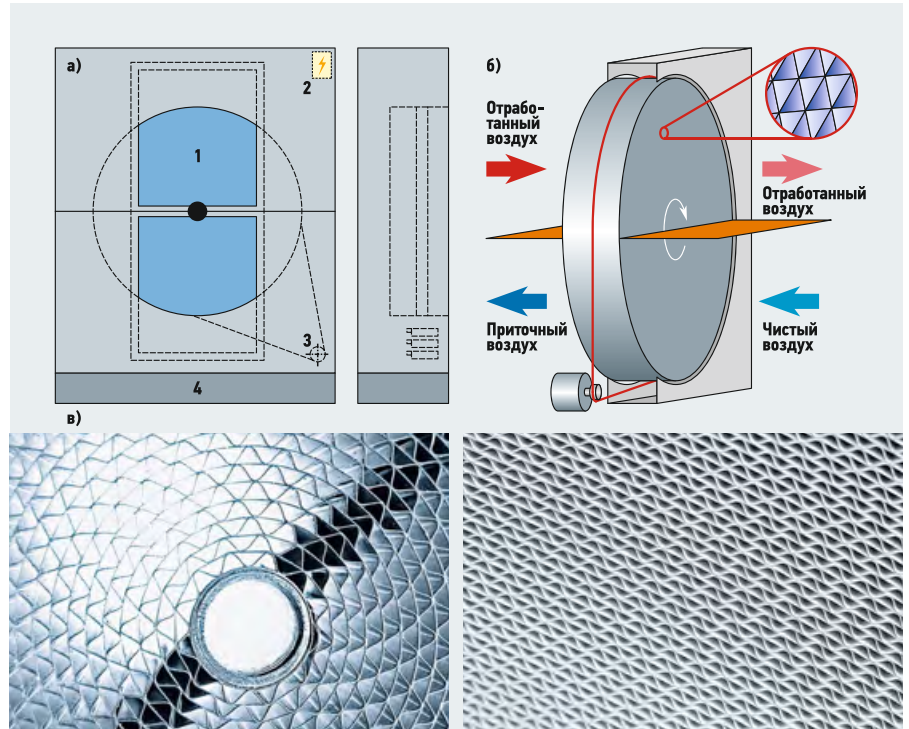 а)
2
1
3
4
б)
Отрабо-
танный
воздух
Отработанный
воздух
Приточный
воздух
Чистый
воздух
в)